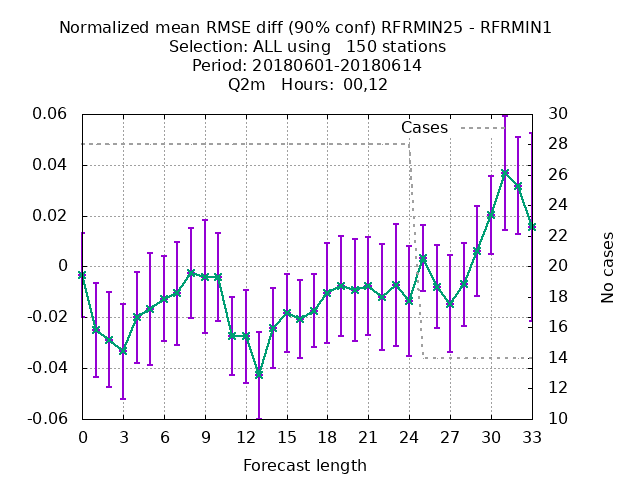 Normalized mean RMSE diff (90% conf) RFRMIN25 - RFRMIN1
Selection: ALL using   150 stations
Period: 20180601-20180614
Q2m   Hours:  00,12
Cases
0.06
0.04
0.02
0
-0.02
-0.04
-0.06
30
28
26
24
22
20
18
16
14
12
10
No cases
0 3 6 9 12 15 18 21 24 27 30 33
Forecast length